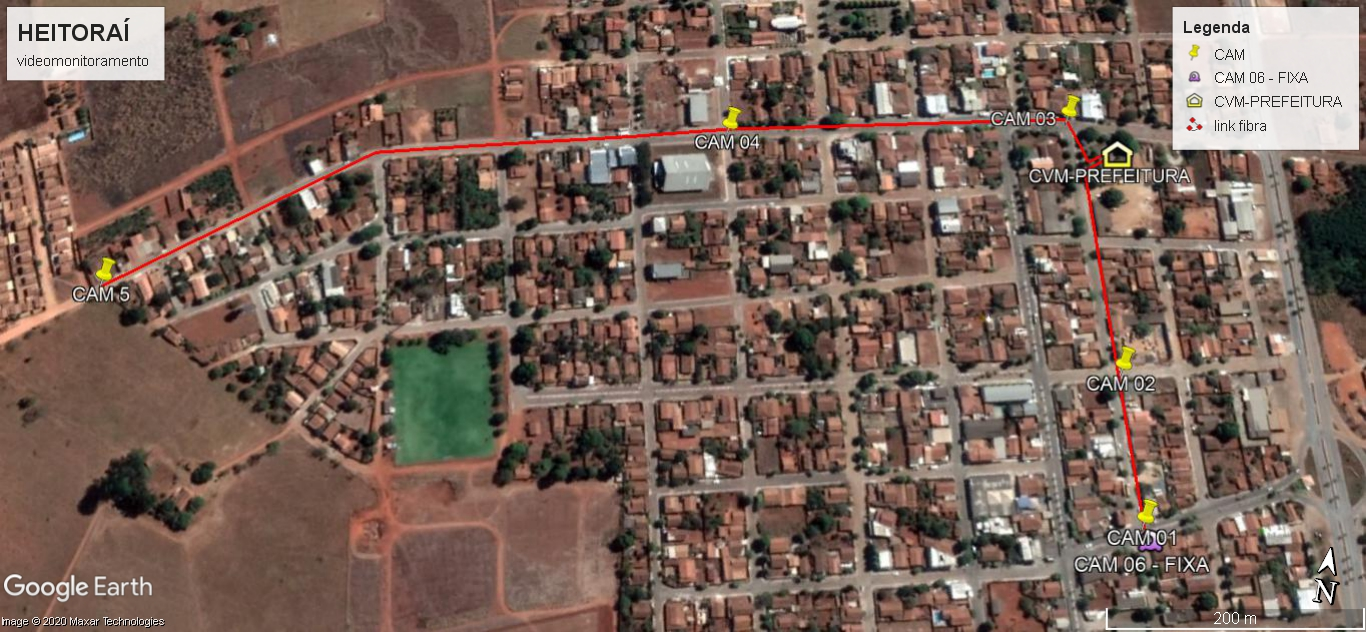 HEITORAÍ
videomonitoramento
Legenda
CAM
CAM 06 - FIXA
CVM-PREFEITURA
link fibra
CAM 03
CAM 04
CVM-PREFEITURA
CAM 5
CAM 02
CAM 01
CAM 06 - FIXA
Google Earth
N
200 m
Image © 2020 Maxar Technologies